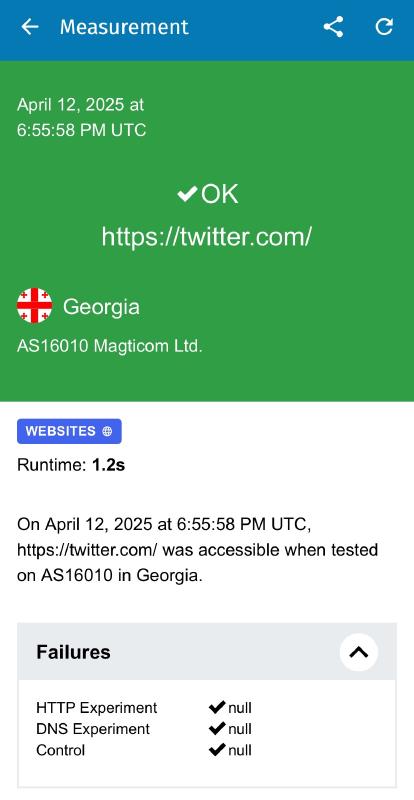 Measurement
April 12, 2025 at
6:55:58 PM UTC
✔OK
https://twitter.com/
Georgia
AS16010 Magticom Ltd.
WEBSITES
Runtime: 1.2s
On April 12, 2025 at 6:55:58 PM UTC,
https://twitter.com/ was accessible when tested
on AS16010 in Georgia.
Failures
HTTP Experiment ✔null
DNS Experiment ✔null
Control ✔null